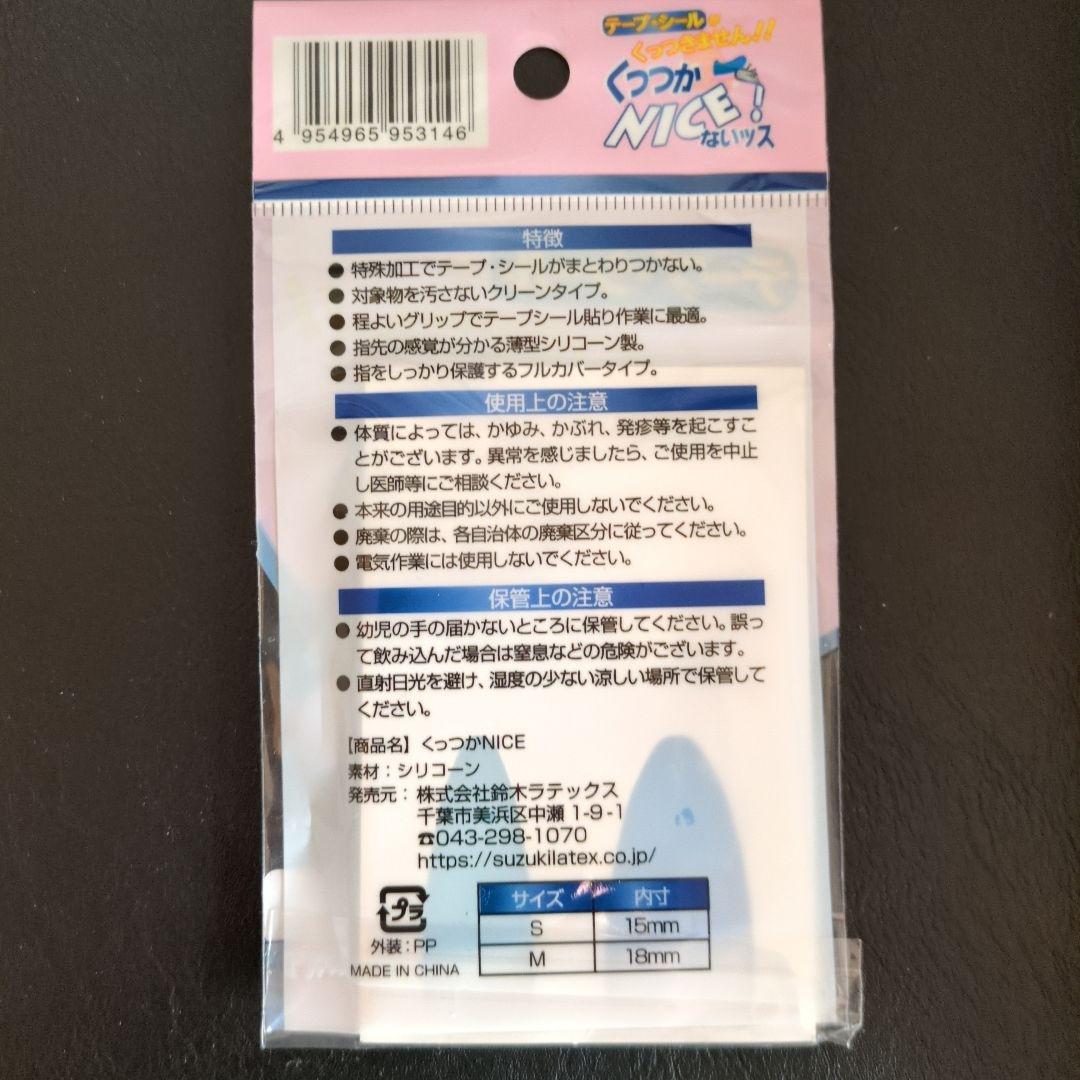 テープ・シールが
くっつきません!!
くっつか
NICE!
ないッス
4 954965 953146
特徴
● 特殊加工でテープ・シールがまとわりつかない。
● 対象物を汚さないクリーンタイプ。
● 程よいグリップでテープシール貼り作業に最適。
● 指先の感覚が分かる薄型シリコーン製。
● 指をしっかり保護するフルカバータイプ。
使用上の注意
● 体質によっては、かゆみ、かぶれ、発疹等を起こすこ
とがございます。異常を感じましたら、ご使用を中止
し医師等にご相談ください。
● 本来の用途目的以外にご使用しないでください。
● 廃棄の際は、各自治体の廃棄区分に従ってください。
● 電気作業には使用しないでください。
保管上の注意
● 幼児の手の届かないところに保管してください。誤っ
て飲み込んだ場合は窒息などの危険がございます。
● 直射日光を避け、湿度の少ない涼しい場所で保管して
ください。
【商品名】くっつかNICE
素材：シリコーン
発売元：株式会社鈴木ラテックス
千葉市美浜区中瀬 1-9-1
☎043-298-1070
https://suzukilatex.co.jp/
プラ
外装：PP
MADE IN CHINA
サイズ 内寸
S 15mm
M 18mm